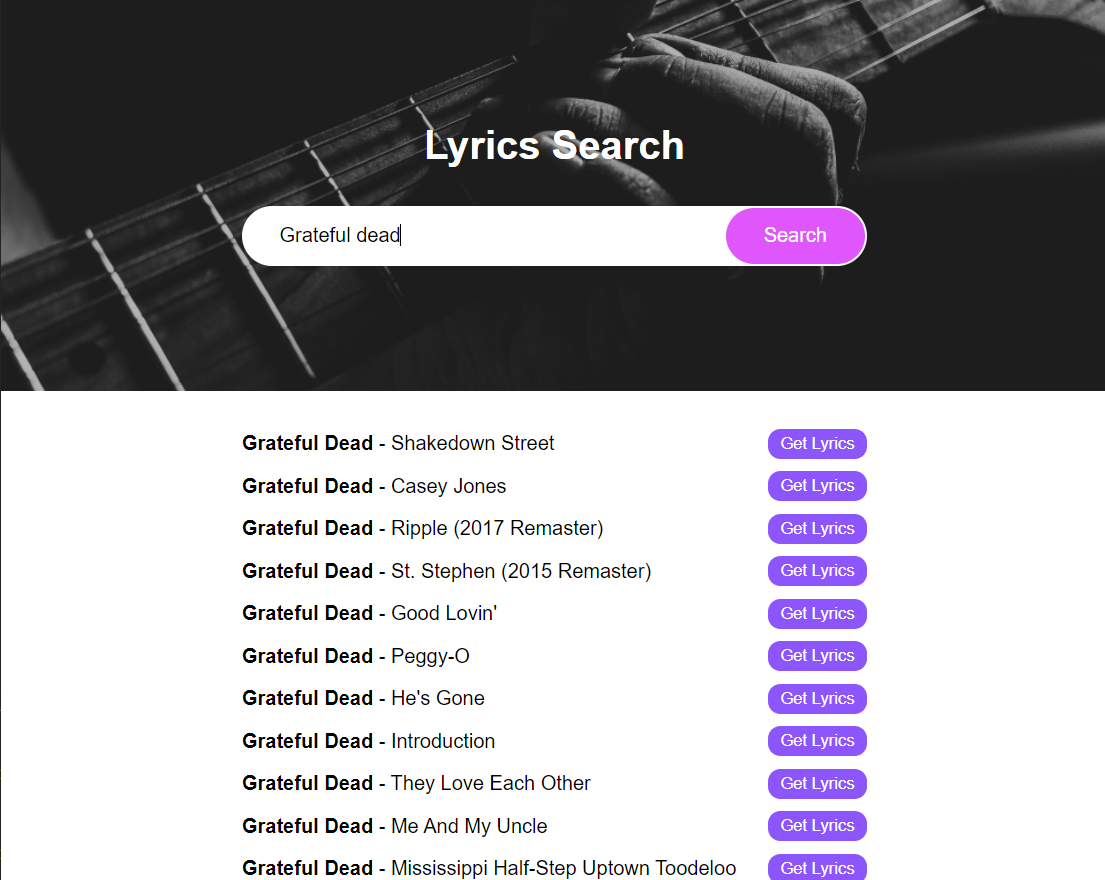 Lyrics Search
Grateful dead Search
Grateful Dead - Shakedown Street Get Lyrics
Grateful Dead - Casey Jones Get Lyrics
Grateful Dead - Ripple (2017 Remaster) Get Lyrics
Grateful Dead - St. Stephen (2015 Remaster) Get Lyrics
Grateful Dead - Good Lovin' Get Lyrics
Grateful Dead - Peggy-O Get Lyrics
Grateful Dead - He's Gone Get Lyrics
Grateful Dead - Introduction Get Lyrics
Grateful Dead - They Love Each Other Get Lyrics
Grateful Dead - Me And My Uncle Get Lyrics
Grateful Dead - Mississippi Half-Step Uptown Toodeloo Get Lyrics